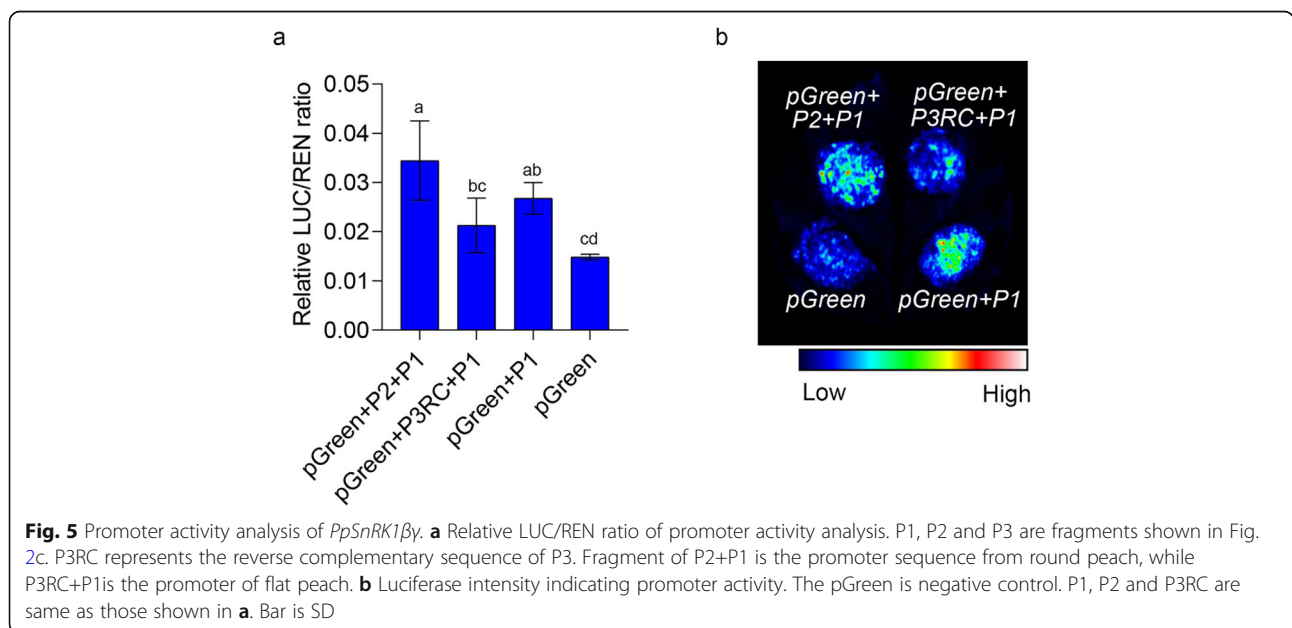 a
b
Relative LUC/REN ratio
0.05
0.04
0.03
0.02
0.01
0.00
a
bc
ab
cd
pGreen+P2+P1
pGreen+P3RC+P1
pGreen+P1
pGreen
pGreen+
P2+P1
pGreen+
P3RC+P1
pGreen
pGreen+P1
Low
High
Fig. 5 Promoter activity analysis of PpSnRK1βγ. a Relative LUC/REN ratio of promoter activity analysis. P1, P2 and P3 are fragments shown in Fig.
2c. P3RC represents the reverse complementary sequence of P3. Fragment of P2+P1 is the promoter sequence from round peach, while
P3RC+P1is the promoter of flat peach. b Luciferase intensity indicating promoter activity. The pGreen is negative control. P1, P2 and P3RC are
same as those shown in a. Bar is SD